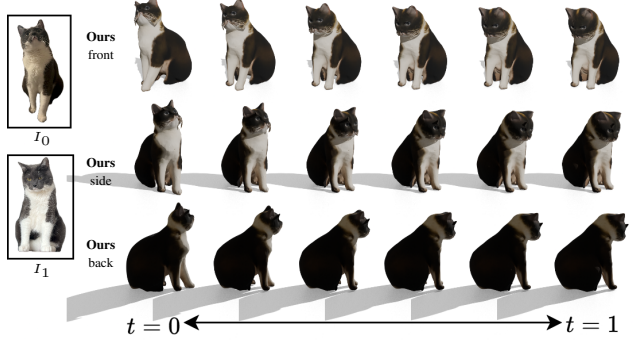 Ours
front
I₀
Ours
side
I₁
Ours
back
t = 0
t = 1